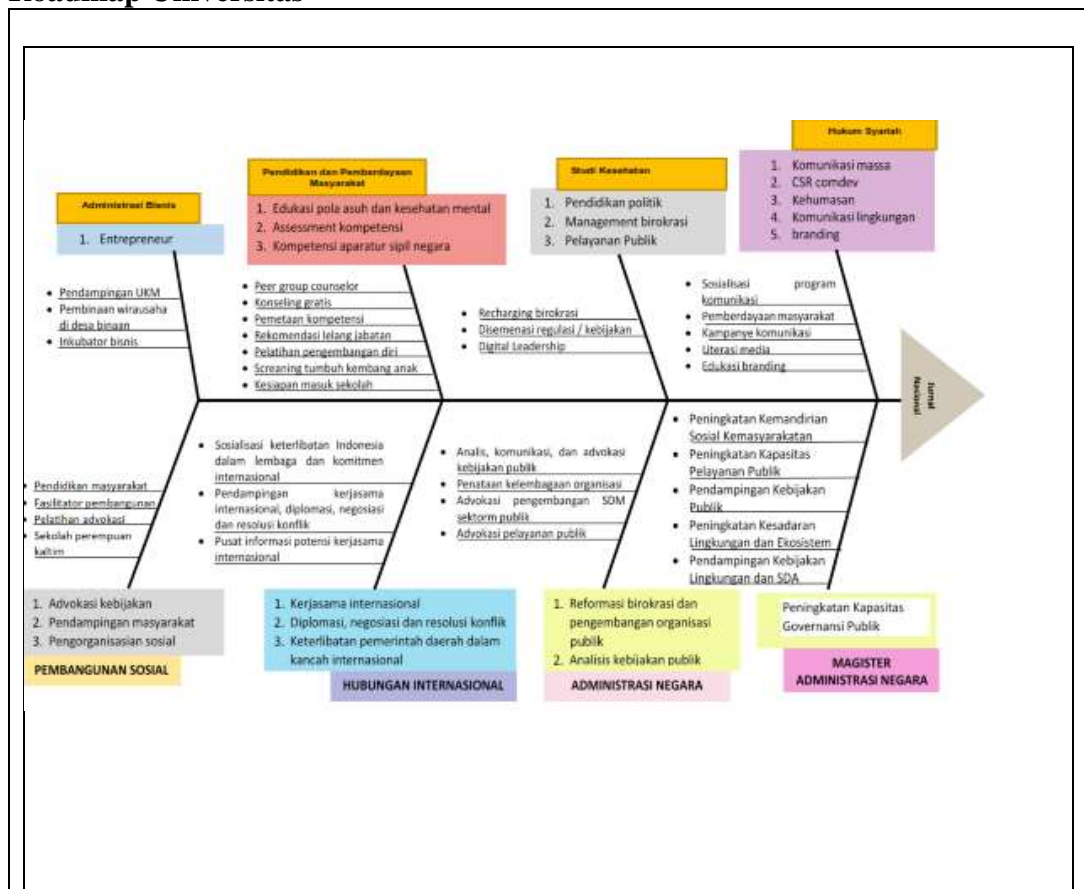 Roadmap Universitas
Hukum Syariah
1. Komunikasi massa
2. CSR comdev
3. Kehumasan
4. Komunikasi lingkungan
5. branding
Pendidikan dan Pemberdayaan
Masyarakat
1. Edukasi pola asuh dan kesehatan mental
2. Assessment kompetensi
3. Kompetensi aparatur sipil negara
Studi Kesehatan
1. Pendidikan politik
2. Management birokrasi
3. Pelayanan Publik
Administrasi Bisnis
1. Entrepreneur
• Pendampingan UKM
• Pembinaan wirausaha
di desa binaan
• Inkubator bisnis
• Peer group counselor
• Konseling gratis
• Pemetaan kompetensi
• Rekomendasi lelang jabatan
• Pelatihan pengembangan diri
• Screaning tumbuh kembang anak
• Kesiapan masuk sekolah
• Recharging birokrasi
• Disemenasi regulasi / kebijakan
• Digital Leadership
• Sosialisasi program
komunikasi
• Pemberdayaan masyarakat
• Kampanye komunikasi
• Literasi media
• Edukasi branding
Jurnal
Nasional
• Pendidikan masyarakat
• Fasilitator pembangunan
• Pelatihan advokasi
• Sekolah perempuan
kaltim
• Sosialisasi keterlibatan Indonesia
dalam lembaga dan komitmen
internasional
• Pendampingan kerjasama
internasional, diplomasi, negosiasi
dan resolusi konflik
• Pusat informasi potensi kerjasama
internasional
• Analis, komunikasi, dan advokasi
kebijakan publik
• Penataan kelembagaan organisasi
• Advokasi pengembangan SDM
sektorm publik
• Advokasi pelayanan publik
• Peningkatan Kemandirian
Sosial Kemasyarakatan
• Peningkatan Kapasitas
Pelayanan Publik
• Pendampingan Kebijakan
Publik
• Peningkatan Kesadaran
Lingkungan dan Ekosistem
• Pendampingan Kebijakan
Lingkungan dan SDA
1. Advokasi kebijakan
2. Pendampingan masyarakat
3. Pengorganisasian sosial
PEMBANGUNAN SOSIAL
1. Kerjasama internasional
2. Diplomasi, negosiasi dan resolusi konflik
3. Keterlibatan pemerintah daerah dalam
kancah internasional
HUBUNGAN INTERNASIONAL
1. Reformasi birokrasi dan
pengembangan organisasi
publik
2. Analisis kebijakan publik
ADMINISTRASI NEGARA
Peningkatan Kapasitas
Governansi Publik
MAGISTER
ADMINISTRASI NEGARA